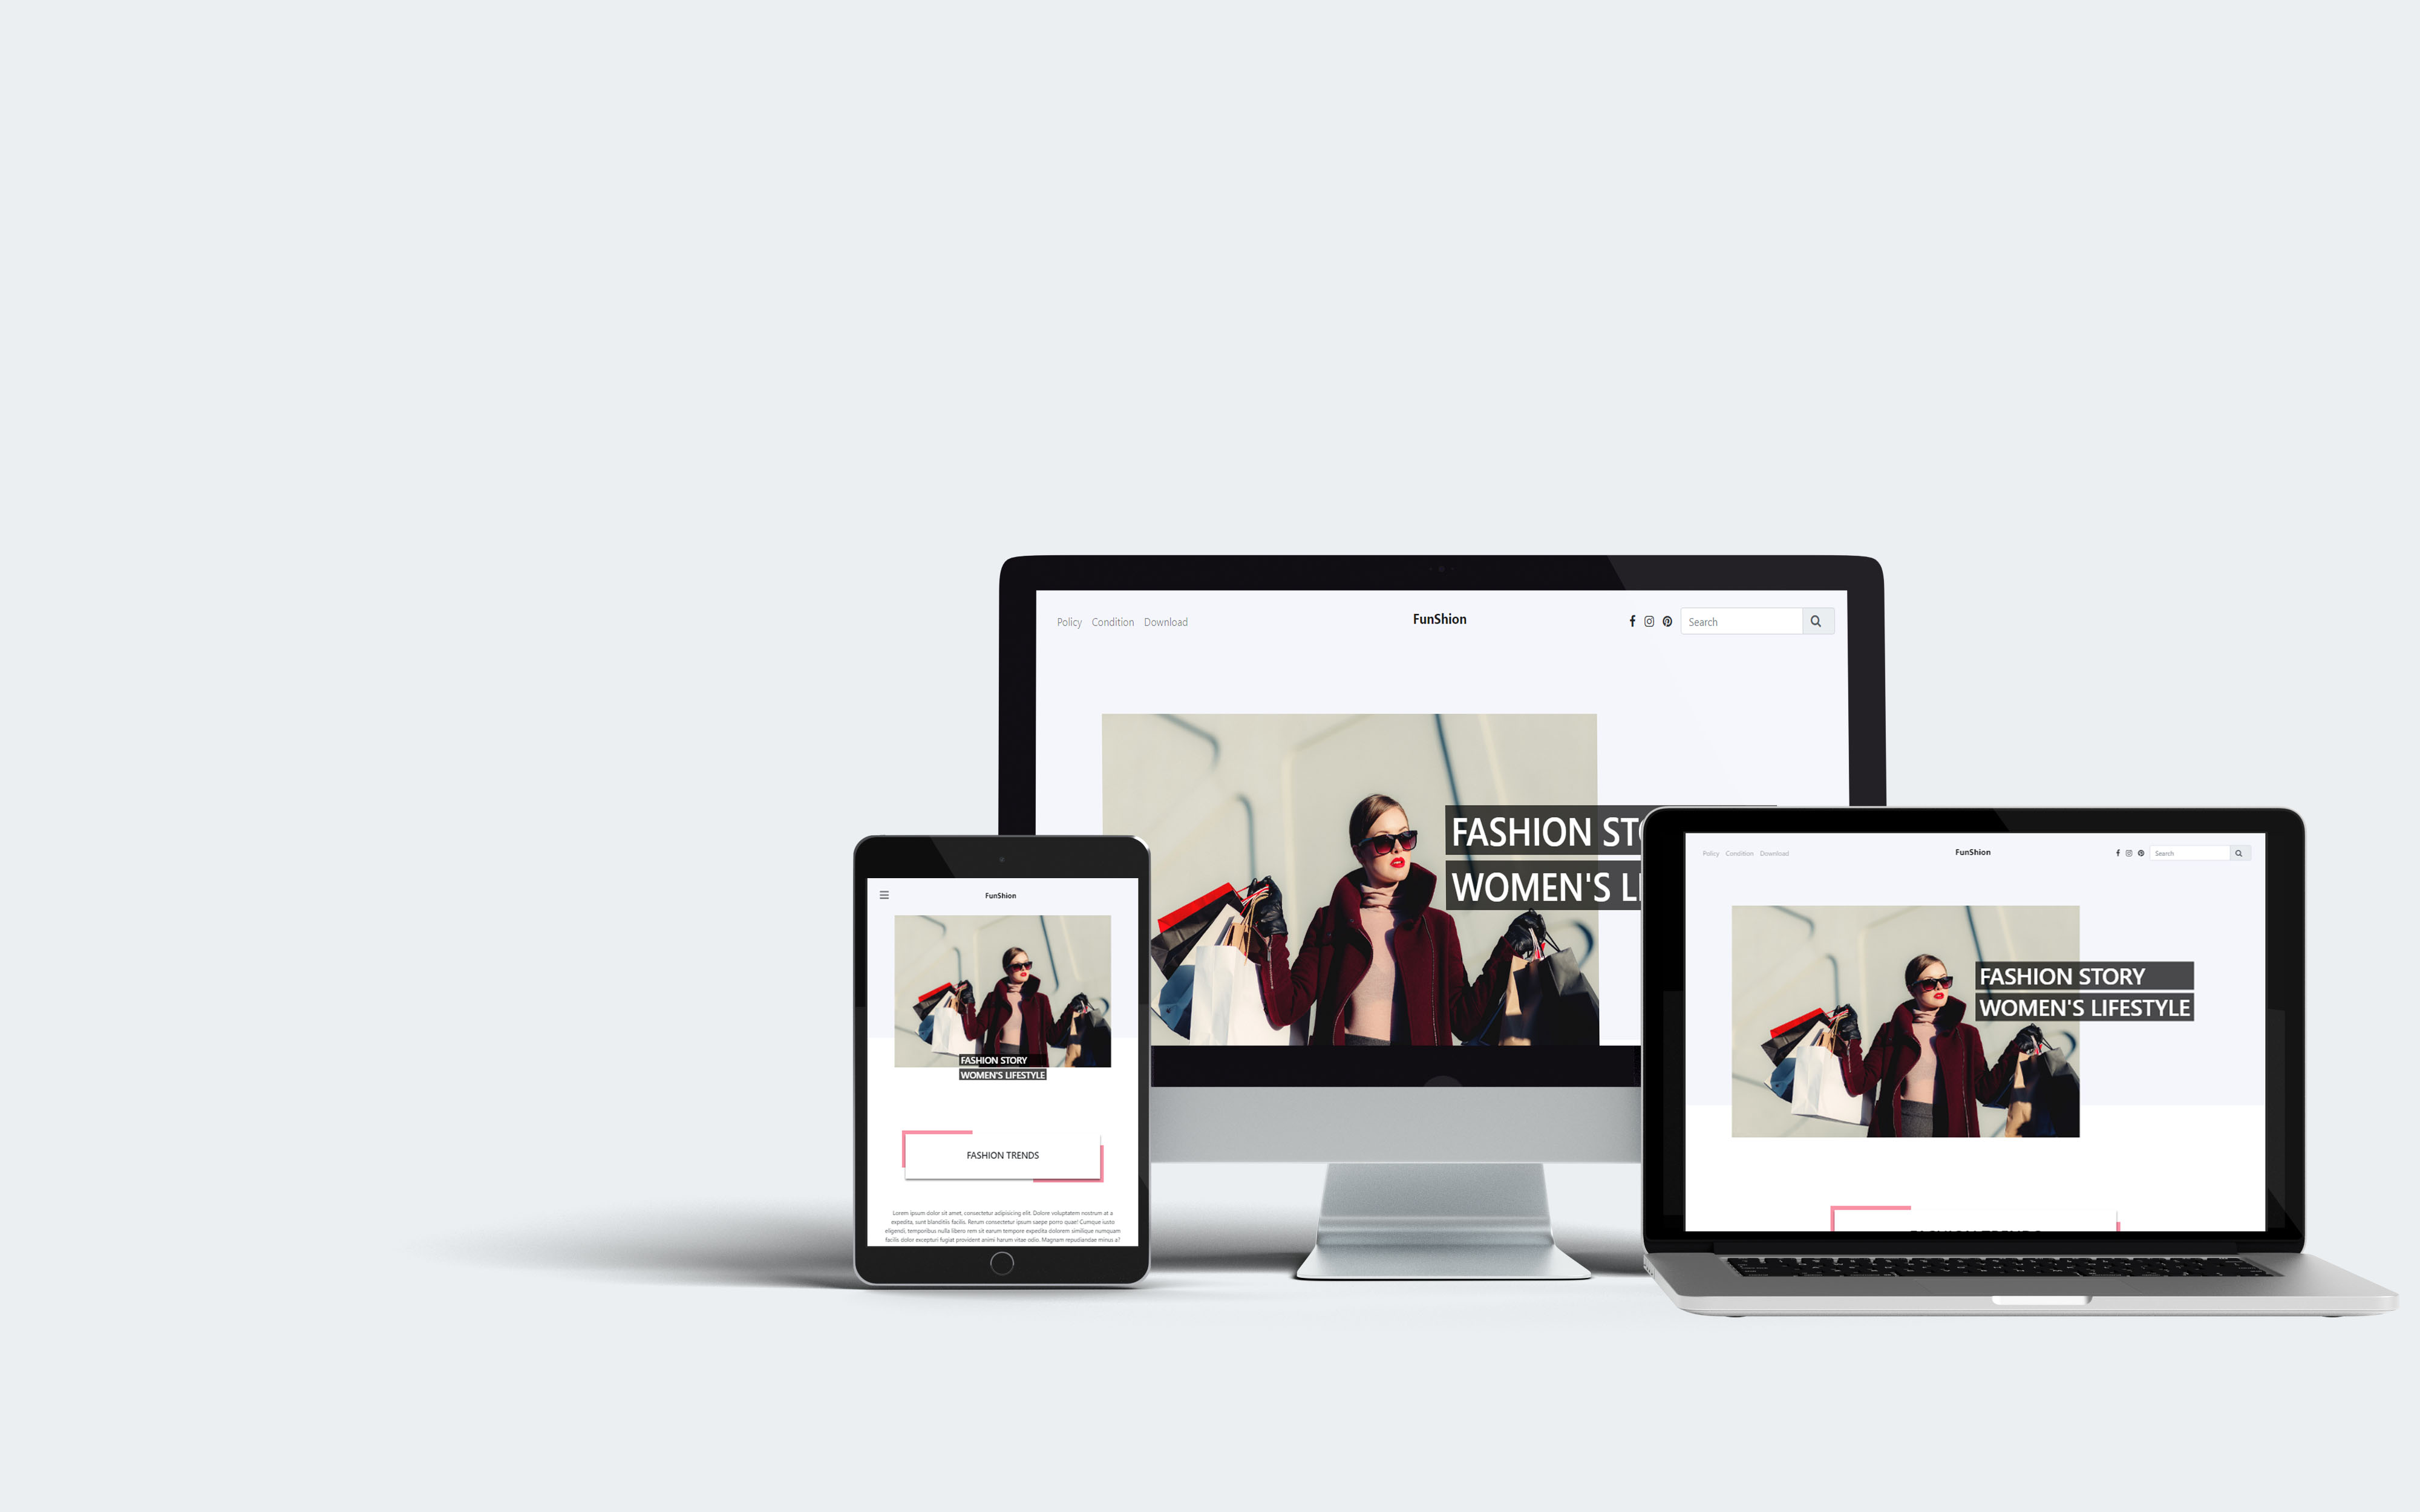 Policy Condition Download
FunShion
Search
FASHION STO
WOMEN'S L
FunShion
FASHION STORY
WOMEN'S LIFESTYLE
FASHION TRENDS
Lorem ipsum dolor sit amet, consectetur adipisicing elit. Dolore voluptatem nostrum at a
expedita, sunt blanditiis facilis. Rerum consectetur ipsum saepe porro quae! Cumque iusto
eligendi, temporibus nulla libero rem sit earum tempore expedita dolorem similique numquam
facilis dolor excepturi fugiat provident animi harum vitae odio. Magnam repudiandae minus a?
Policy Condition Download
FunShion
Search
FASHION STORY
WOMEN'S LIFESTYLE